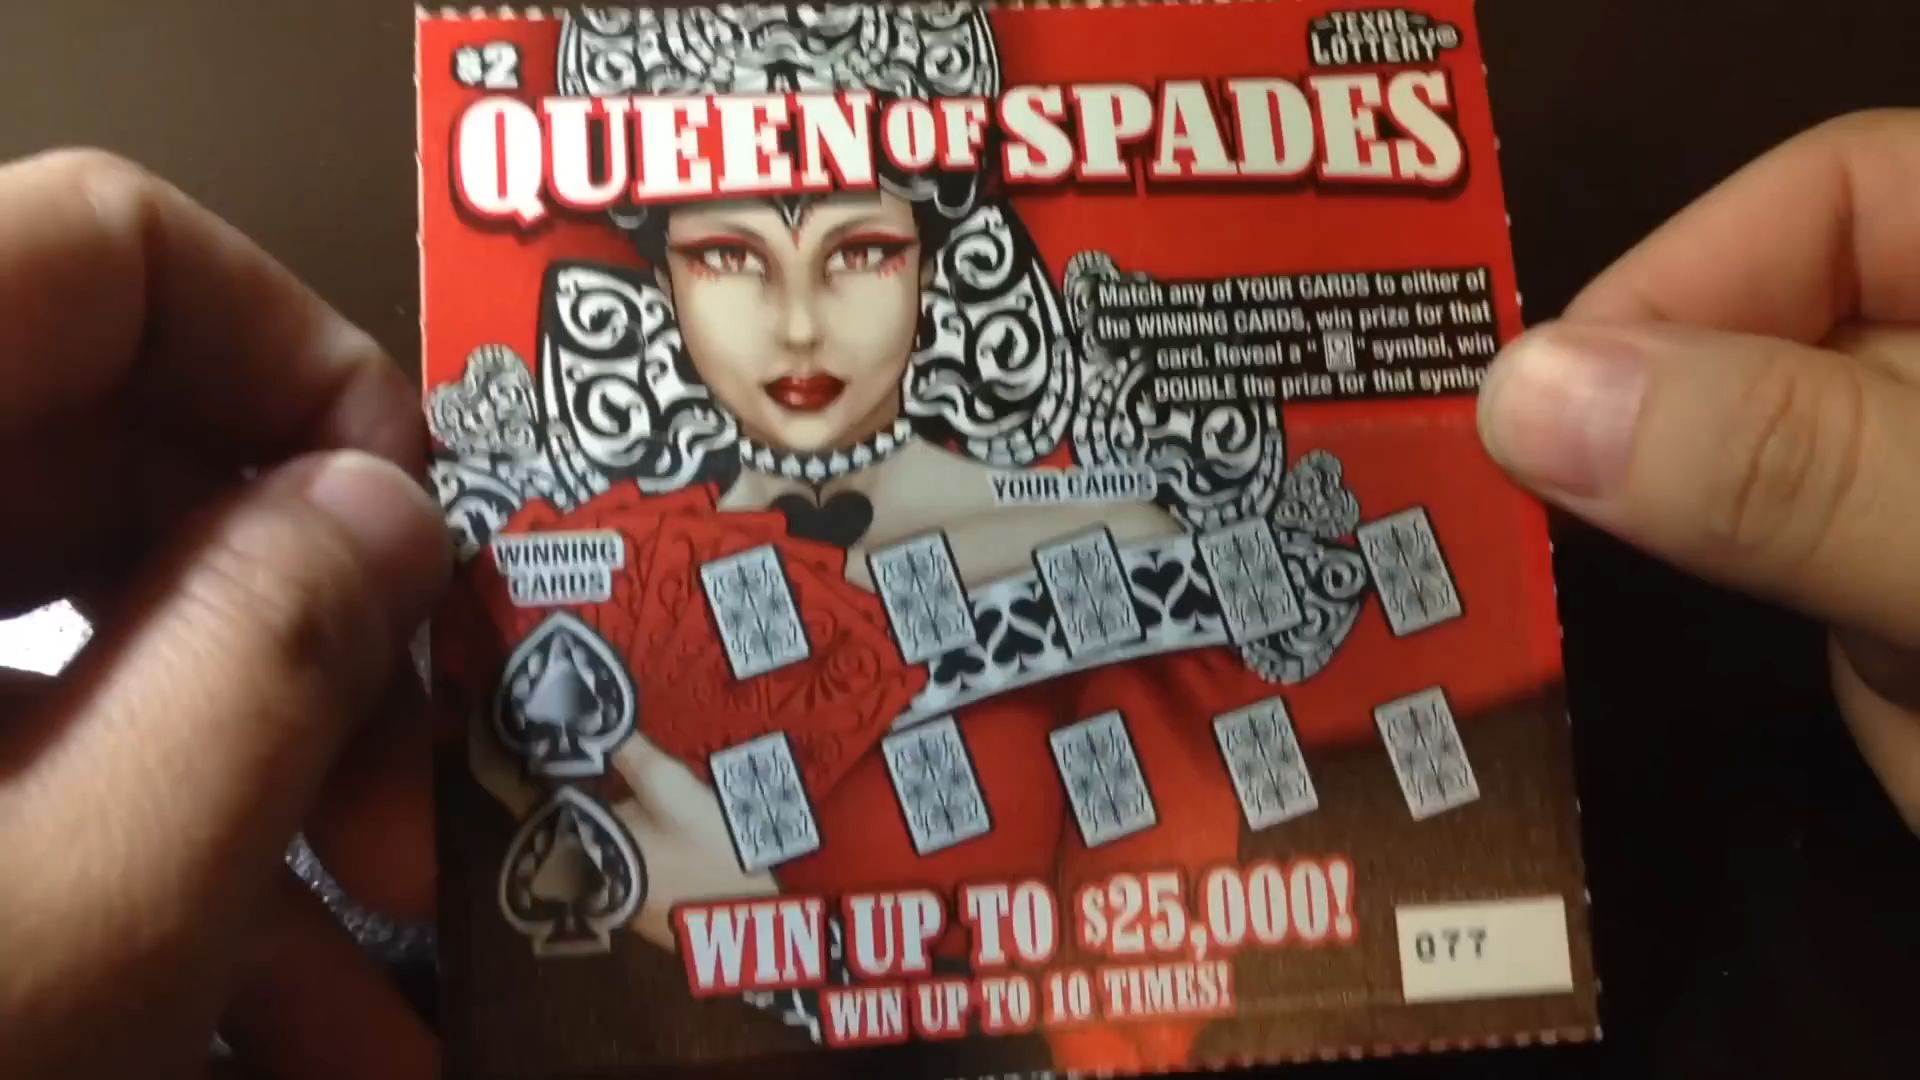 $2
TEXAS
LOTTERY
QUEEN OF SPADES
Match any of YOUR CARDS to either of
the WINNING CARDS, win prize for that
card. Reveal a " " symbol, win
DOUBLE the prize for that symbol
YOUR CARDS
WINNING
CARDS
WIN UP TO $25,000!
WIN UP TO 10 TIMES!
077